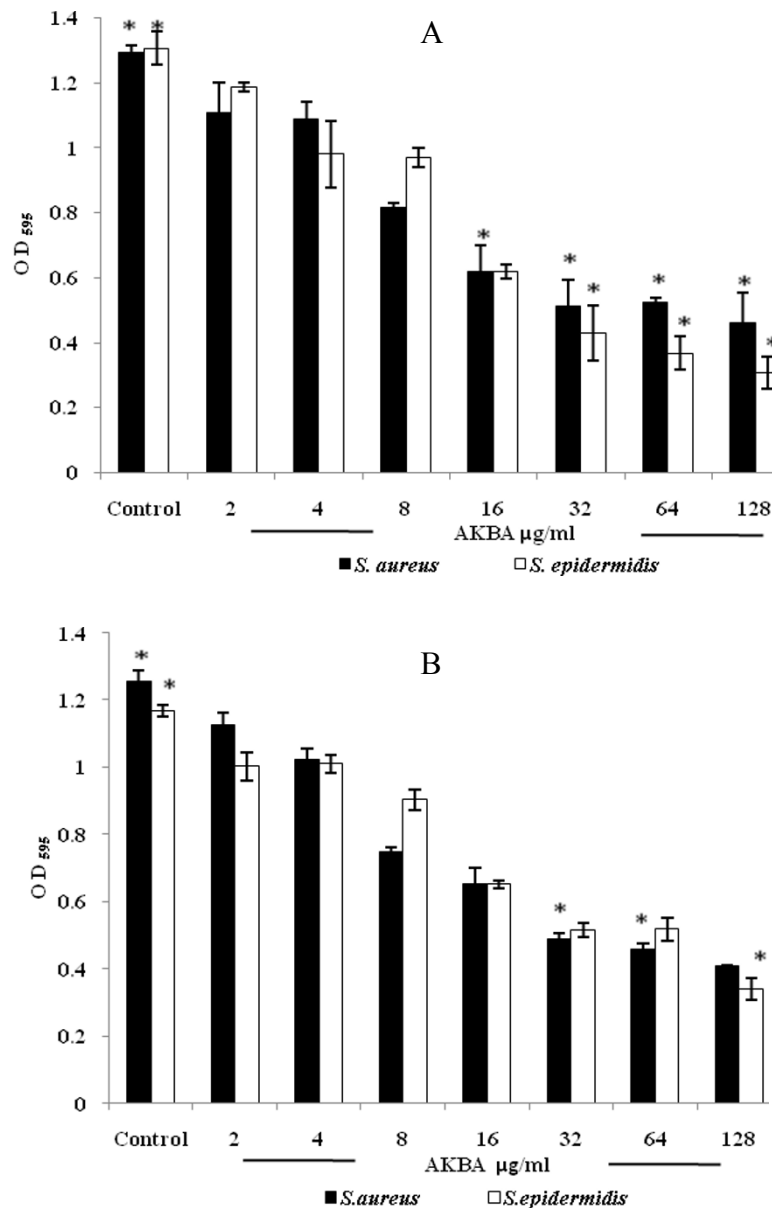 A
* * * * * * * * *
1.4
1.2
1
0.8
0.6
0.4
0.2
0
OD 595
Control 2 4 8 16 32 64 128
AKBA µg/ml
S. aureus S. epidermidis
B
* * * * *
1.4
1.2
1
0.8
0.6
0.4
0.2
0
OD 595
Control 2 4 8 16 32 64 128
AKBA µg/ml
S.aureus S.epidermidis